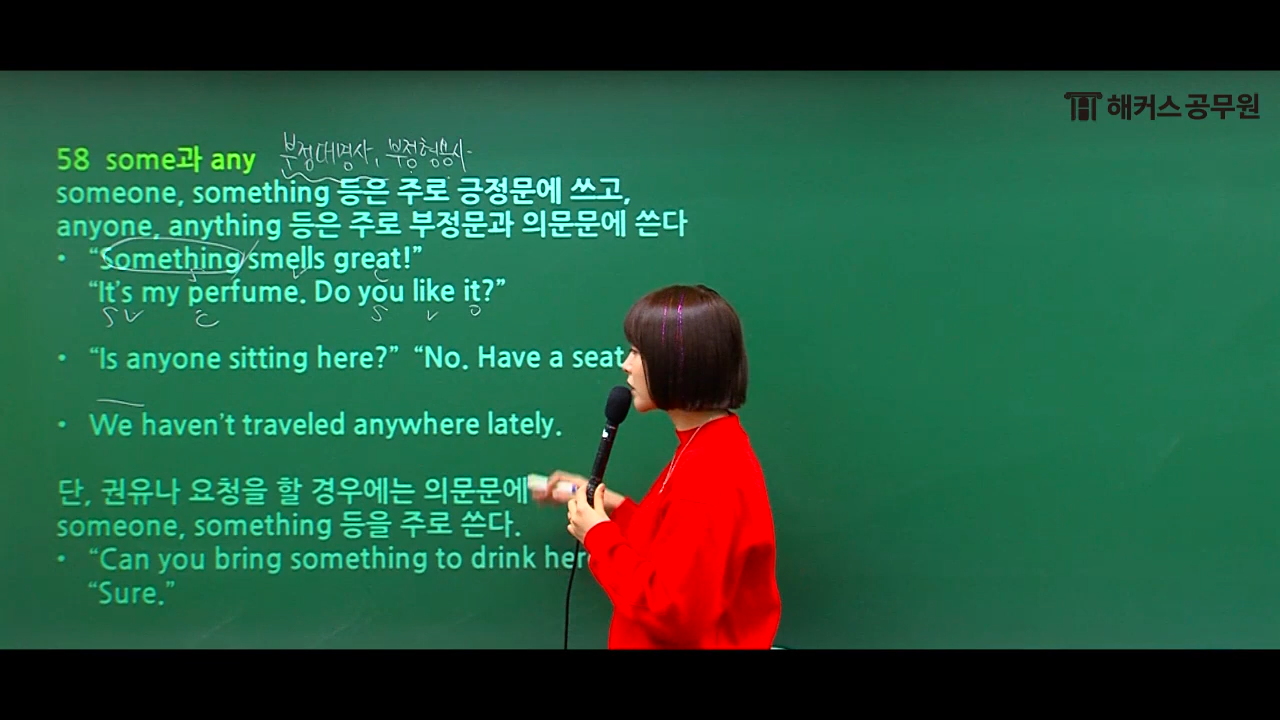 해커스 공무원
58 some과 any 부정대명사, 부정형용사.
someone, something 등은 주로 긍정문에 쓰고,
anyone, anything 등은 주로 부정문과 의문문에 쓴다
• “Something smells great!”
S V C
“It’s my perfume. Do you like it?”
S V C S V O
• “Is anyone sitting here?” “No. Have a seat
• We haven’t traveled anywhere lately.
단, 권유나 요청을 할 경우에는 의문문에
someone, something 등을 주로 쓴다.
• “Can you bring something to drink here
“Sure.”